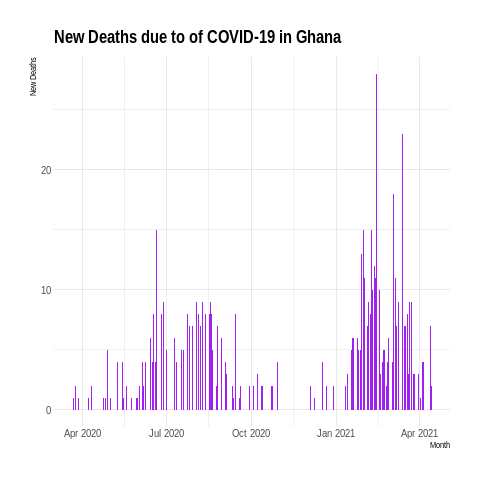 New Deaths due to of COVID-19 in Ghana
New Deaths
20
10
0
Apr 2020 Jul 2020 Oct 2020 Jan 2021 Apr 2021
Month